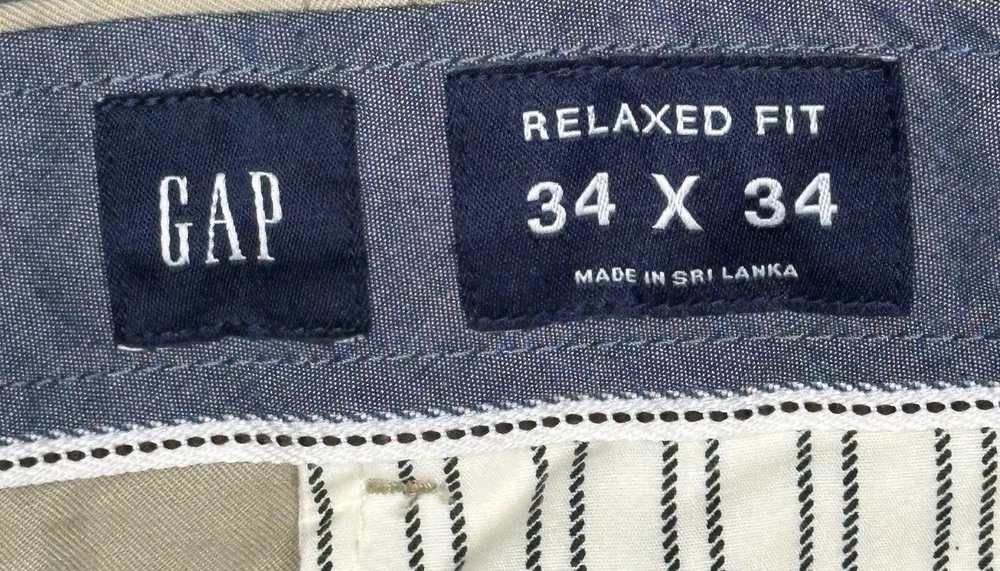 GAP
RELAXED FIT
34 X 34
MADE IN SRI LANKA